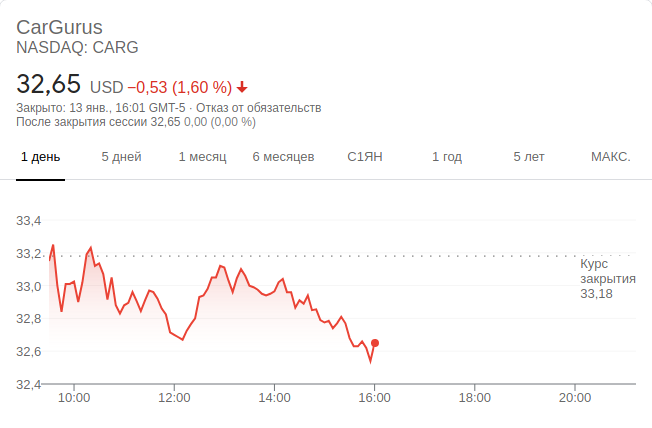 CarGurus
NASDAQ: CARG
32,65 USD −0,53 (1,60 %)
Закрыто: 13 янв., 16:01 GMT-5 · Отказ от обязательств
После закрытия сессии 32,65 0,00 (0,00 %)
1 день 5 дней 1 месяц 6 месяцев С1ЯН 1 год 5 лет МАКС.
33,4
33,2
Курс
закрытия
33,18
33,0
32,8
32,6
32,4
10:00 12:00 14:00 16:00 18:00 20:00